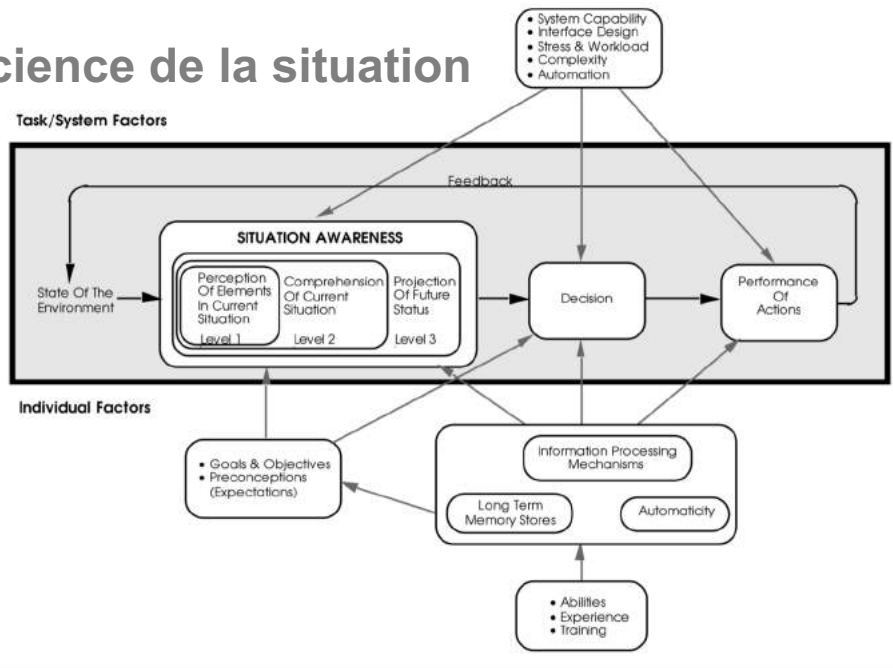 cience de la situation
• System Capability
• Interface Design
• Stress & Workload
• Complexity
• Automation
Task/System Factors
Feedback
SITUATION AWARENESS
State Of The
Environment
Perception
Of Elements
In Current
Situation
Level 1
Comprehension
Of Current
Situation
Level 2
Projection
Of Future
Status
Level 3
Decision
Performance
Of
Actions
Individual Factors
• Goals & Objectives
• Preconceptions
(Expectations)
Information Processing
Mechanisms
Long Term
Memory Stores
Automaticity
• Abilities
• Experience
• Training